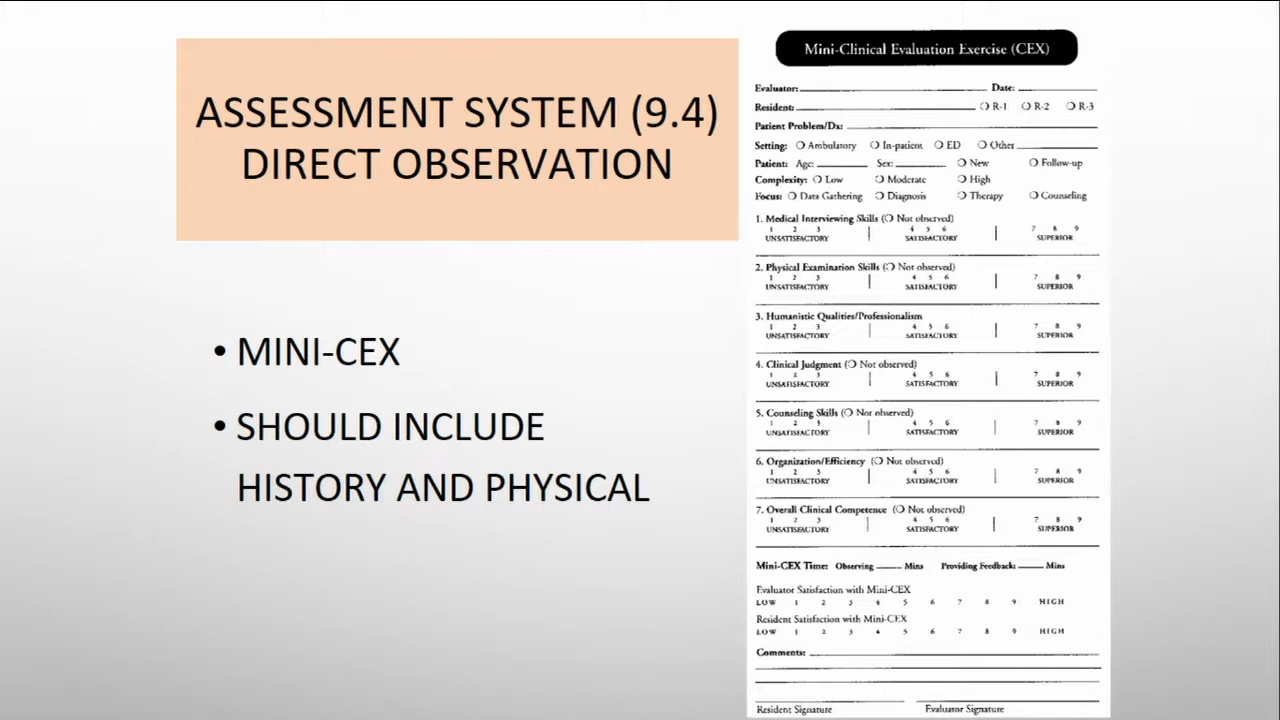 ASSESSMENT SYSTEM (9.4)
DIRECT OBSERVATION
• MINI-CEX
• SHOULD INCLUDE
HISTORY AND PHYSICAL
Mini-Clinical Evaluation Exercise (CEX)
Evaluator: Date:
Resident: R-1 R-2 R-3
Patient Problem/Dx:
Setting: Ambulatory In-patient ED Other
Patient: Age: Sex: New Follow-up
Complexity: Low Moderate High
Focus: Data Gathering Diagnosis Therapy Counseling
1. Medical Interviewing Skills ( Not observed)
1 2 3 4 5 6 7 8 9
UNSATISFACTORY SATISFACTORY SUPERIOR
2. Physical Examination Skills ( Not observed)
1 2 3 4 5 6 7 8 9
UNSATISFACTORY SATISFACTORY SUPERIOR
3. Humanistic Qualities/Professionalism
1 2 3 4 5 6 7 8 9
UNSATISFACTORY SATISFACTORY SUPERIOR
4. Clinical Judgment ( Not observed)
1 2 3 4 5 6 7 8 9
UNSATISFACTORY SATISFACTORY SUPERIOR
5. Counseling Skills ( Not observed)
1 2 3 4 5 6 7 8 9
UNSATISFACTORY SATISFACTORY SUPERIOR
6. Organization/Efficiency ( Not observed)
1 2 3 4 5 6 7 8 9
UNSATISFACTORY SATISFACTORY SUPERIOR
7. Overall Clinical Competence ( Not observed)
1 2 3 4 5 6 7 8 9
UNSATISFACTORY SATISFACTORY SUPERIOR
Mini-CEX Time: Observing Mins Providing Feedback: Mins
Evaluator Satisfaction with Mini-CEX
LOW 1 2 3 4 5 6 7 8 9 HIGH
Resident Satisfaction with Mini-CEX
LOW 1 2 3 4 5 6 7 8 9 HIGH
Comments:
Resident Signature Evaluator Signature